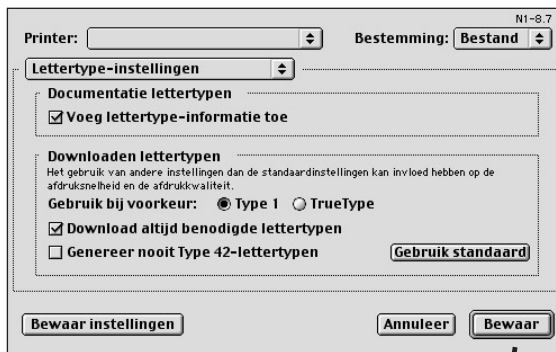 N1-8.7
Printer: Bestemming: Bestand
Lettertype-instellingen
Documentatie lettertypen
Voeg lettertype-informatie toe
Downloaden lettertypen
Het gebruik van andere instellingen dan de standaardinstellingen kan invloed hebben op de
afdruksnelheid en de afdrukkwaliteit.
Gebruik bij voorkeur: Type 1 TrueType
Download altijd benodigde lettertypen
Genereer nooit Type 42-lettertypen Gebruik standaard
Bewaar instellingen Annuleer Bewaar